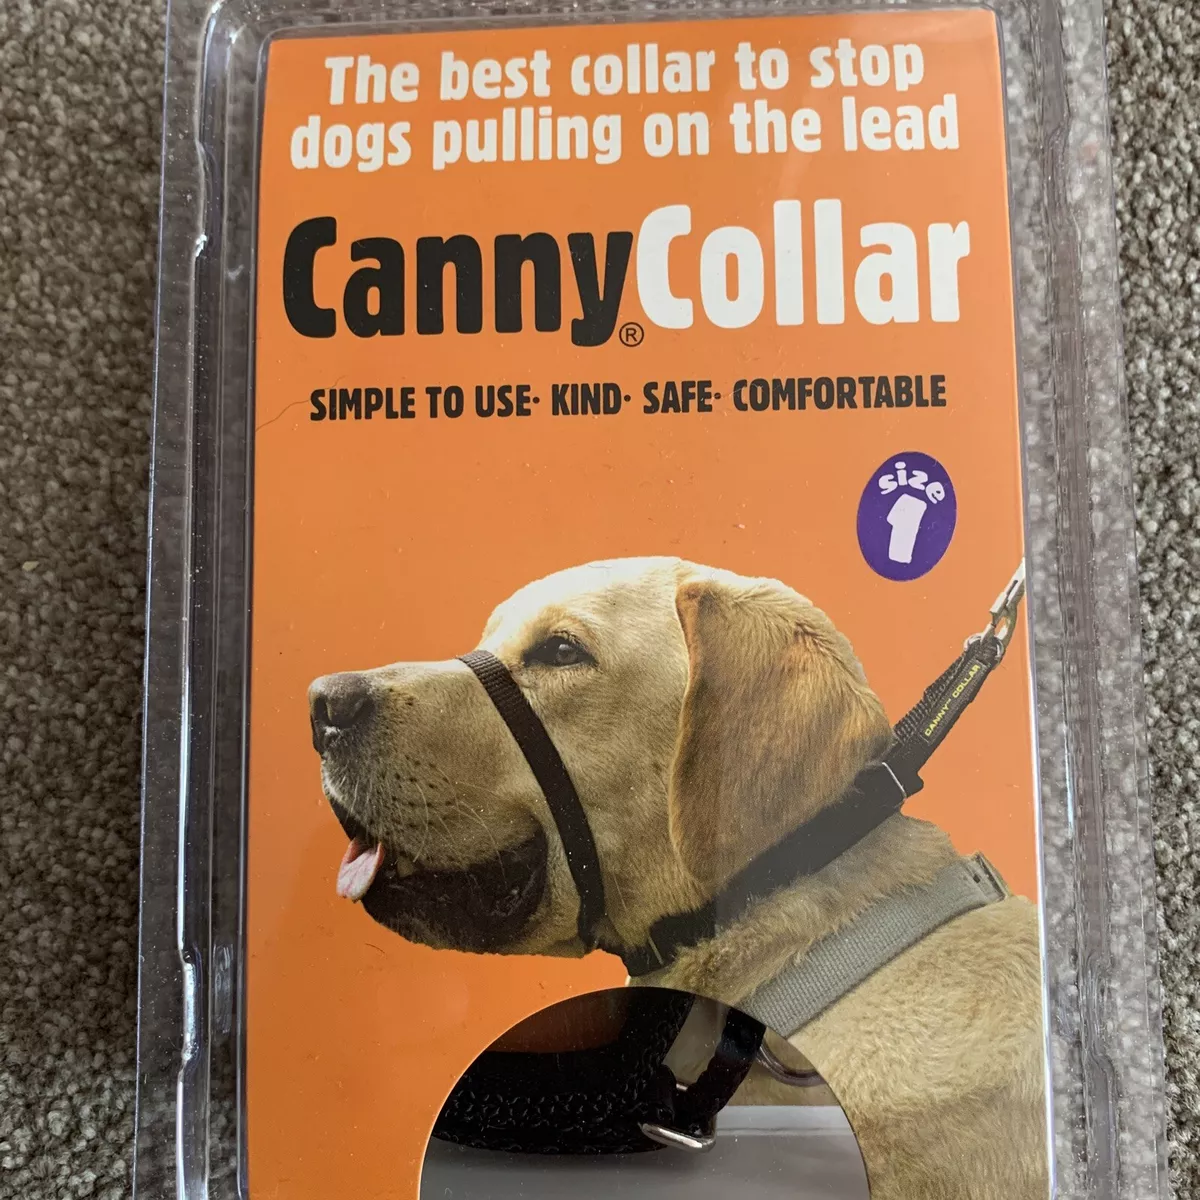 The best collar to stop
dogs pulling on the lead
CannyCollar®
SIMPLE TO USE· KIND· SAFE· COMFORTABLE
size
1
CANNY™ COLLAR